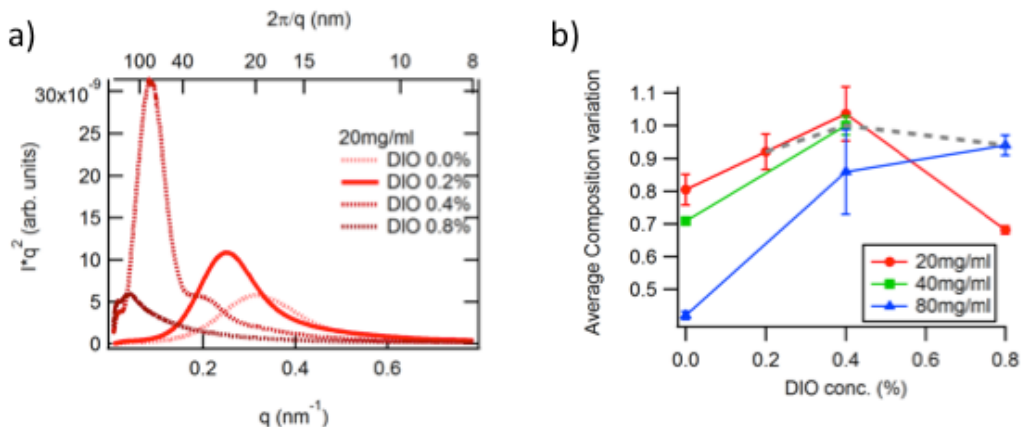 a)
2π/q (nm)
100 40 20 15 10 8
30x10-9
25
20
15
10
5
0
I*q2 (arb. units)
20mg/ml
DIO 0.0%
DIO 0.2%
DIO 0.4%
DIO 0.8%
0.2 0.4 0.6
q (nm-1)
b)
Average Composition variation
1.1
1.0
0.9
0.8
0.7
0.6
0.5
20mg/ml
40mg/ml
80mg/ml
0.0 0.2 0.4 0.6 0.8
DIO conc. (%)